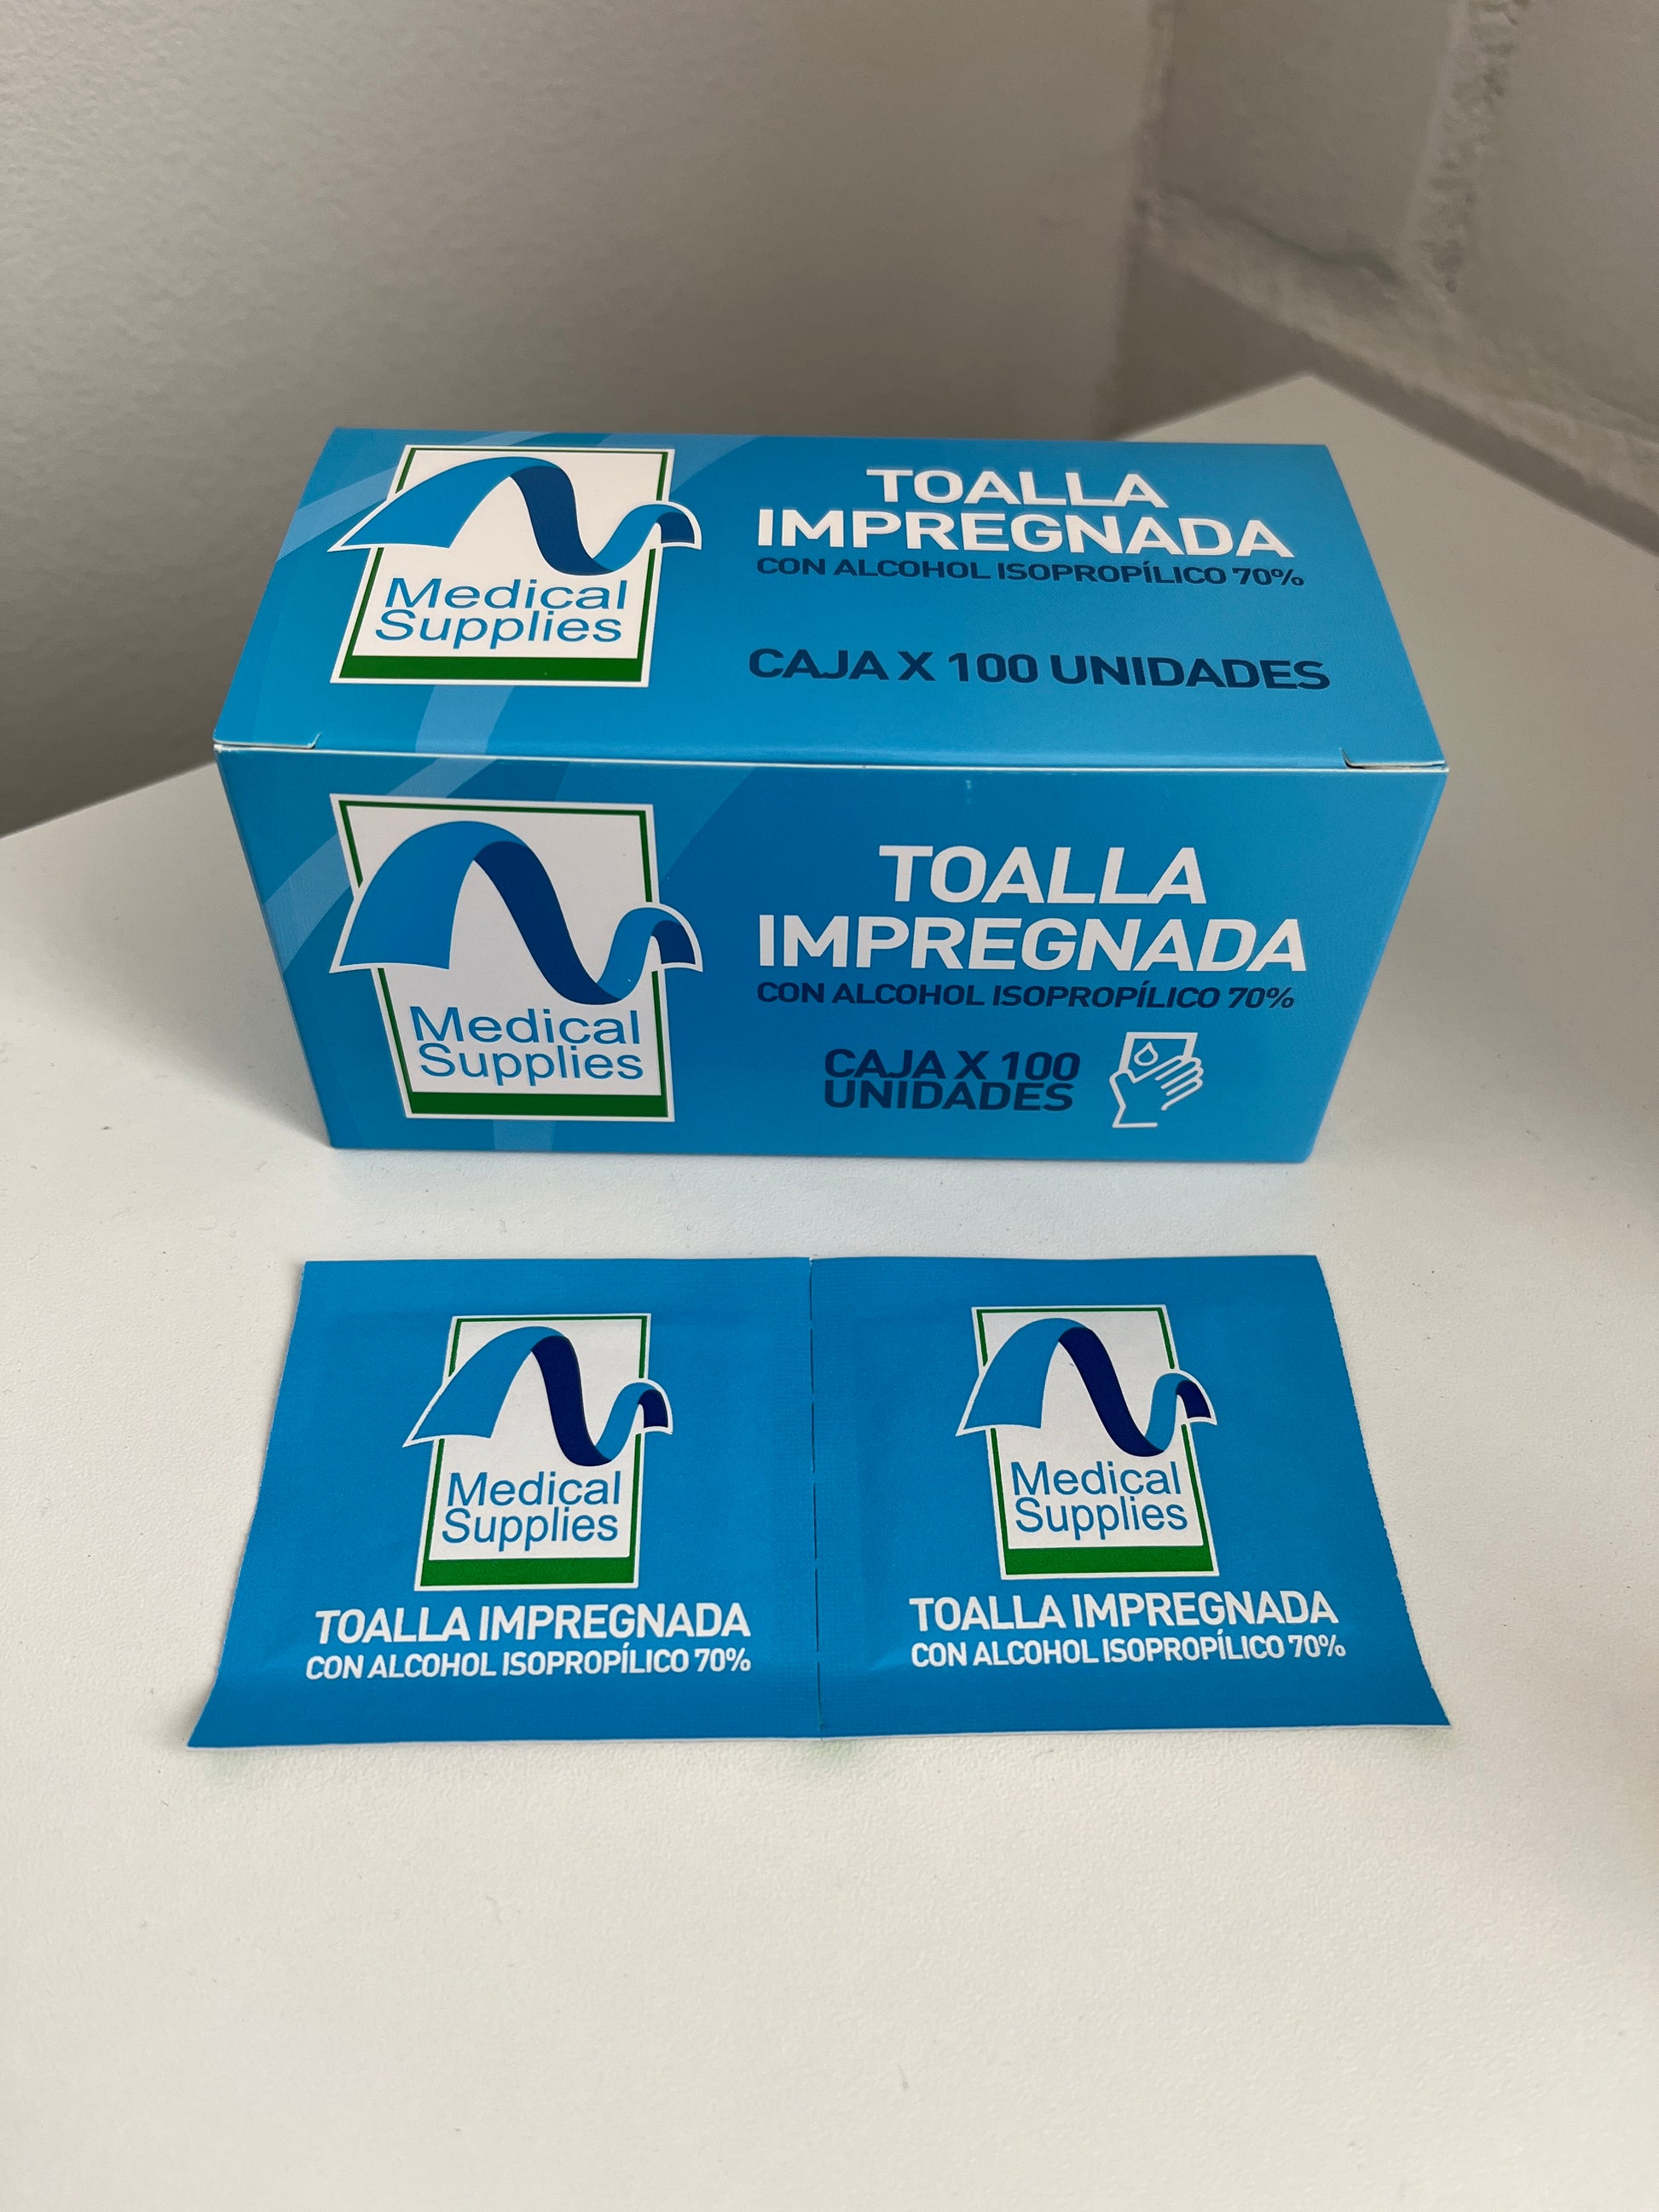 Medical
Supplies
TOALLA
IMPREGNADA
CON ALCOHOL ISOPROPÍLICO 70%
CAJA X 100 UNIDADES
Medical
Supplies
TOALLA
IMPREGNADA
CON ALCOHOL ISOPROPÍLICO 70%
CAJA X 100
UNIDADES
Medical
Supplies
TOALLA IMPREGNADA
CON ALCOHOL ISOPROPÍLICO 70%
Medical
Supplies
TOALLA IMPREGNADA
CON ALCOHOL ISOPROPÍLICO 70%